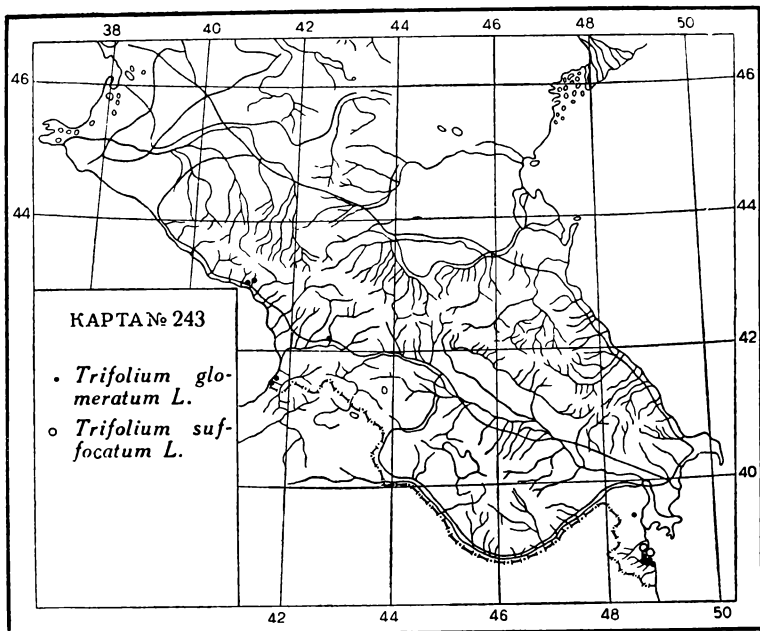 38 40 42 44 46 48 50
46 46
44 44
КАРТА № 243
42
• Trifolium glo-
meratum L.
○ Trifolium suf-
focatum L.
40
42 44 46 48 50